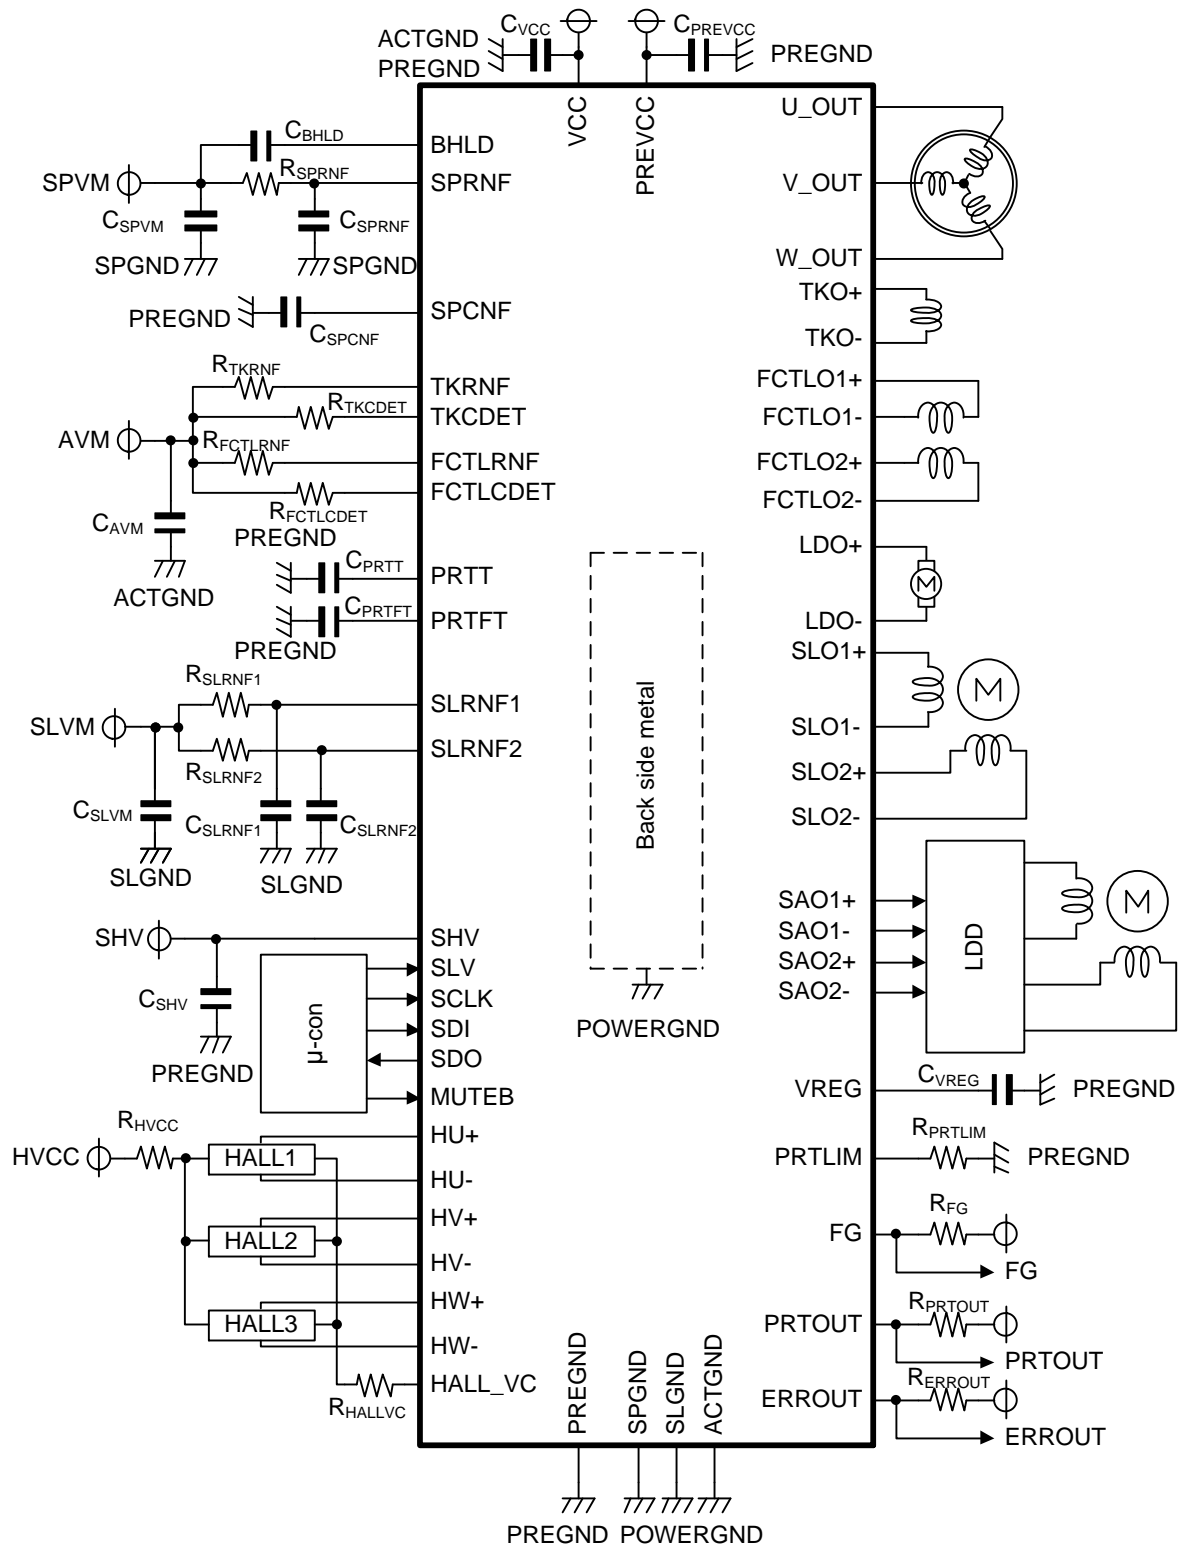 ACTGND
PREGND
CVCC
CPREVCC
PREGND
VCC
PREVCC
CBHLD
BHLD
SPVM
RSPRNF
SPRNF
CSPVM
CSPRNF
SPGND
SPGND
PREGND
CSPCNF
SPCNF
RTKRNF
TKRNF
RTKCDET
TKCDET
AVM
RFCTLRNF
FCTLRNF
RFCTLCDET
FCTLCDET
CAVM
ACTGND
PREGND
CPRTT
PRTT
CPRTFT
PRTFT
PREGND
RSLRNF1
SLRNF1
SLVM
RSLRNF2
SLRNF2
CSLVM
CSLRNF1
CSLRNF2
SLGND
SLGND
SHV
SHV
CSHV
PREGND
µ-con
SLV
SCLK
SDI
SDO
MUTEB
HVCC
RHVCC
HALL1
HU+
HU-
HALL2
HV+
HV-
HALL3
HW+
HW-
RHALLVC
HALL_VC
Back side metal
POWERGND
U_OUT
V_OUT
W_OUT
TKO+
TKO-
FCTLO1+
FCTLO1-
FCTLO2+
FCTLO2-
LDO+
M
LDO-
SLO1+
M
SLO1-
SLO2+
SLO2-
SAO1+
SAO1-
SAO2+
SAO2-
LDD
M
VREG
CVREG
PREGND
PRTLIM
RPRTLIM
PREGND
FG
RFG
FG
PRTOUT
RPRTOUT
PRTOUT
ERROUT
RERROUT
ERROUT
PREGND
SPGND
SLGND
ACTGND
PREGND
POWERGND